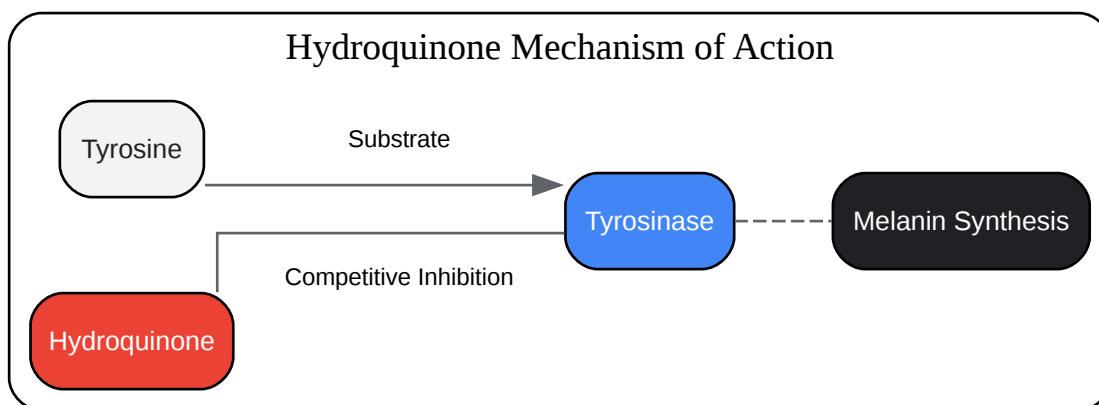 Hydroquinone Mechanism of Action
Tyrosine
Substrate
Tyrosinase
Melanin Synthesis
Competitive Inhibition
Hydroquinone